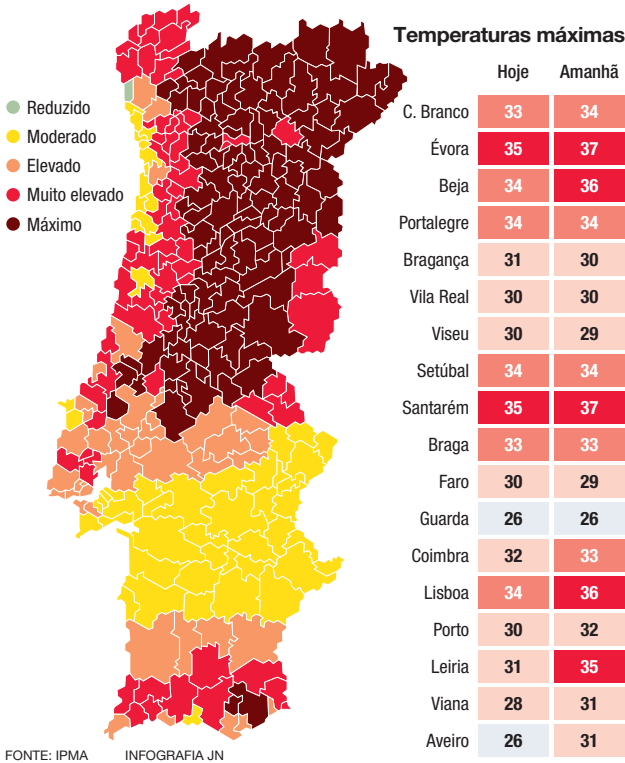 Temperaturas máximas
Hoje Amanhã
Reduzido
Moderado
Elevado
Muito elevado
Máximo
C. Branco 33 34
Évora 35 37
Beja 34 36
Portalegre 34 34
Bragança 31 30
Vila Real 30 30
Viseu 30 29
Setúbal 34 34
Santarém 35 37
Braga 33 33
Faro 30 29
Guarda 26 26
Coimbra 32 33
Lisboa 34 36
Porto 30 32
Leiria 31 35
Viana 28 31
Aveiro 26 31
FONTE: IPMA INFOGRAFIA JN